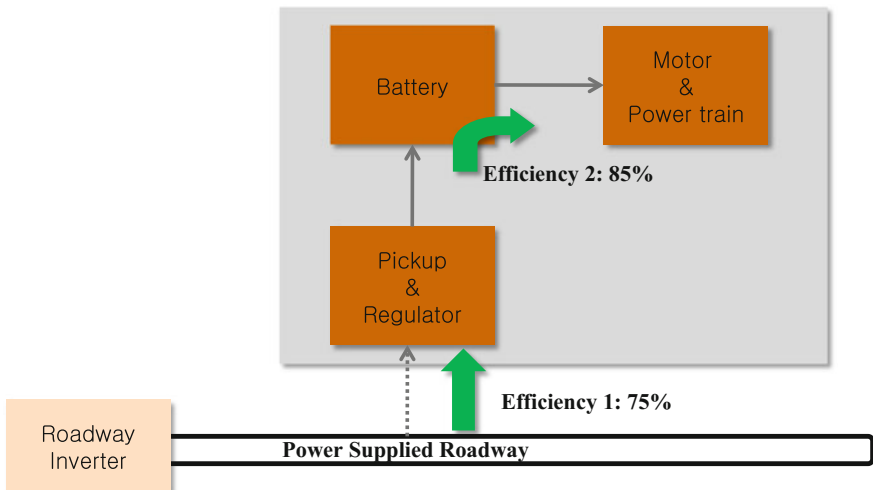 Battery
Motor
&
Power train
Efficiency 2: 85%
Pickup
&
Regulator
Efficiency 1: 75%
Roadway
Inverter
Power Supplied Roadway